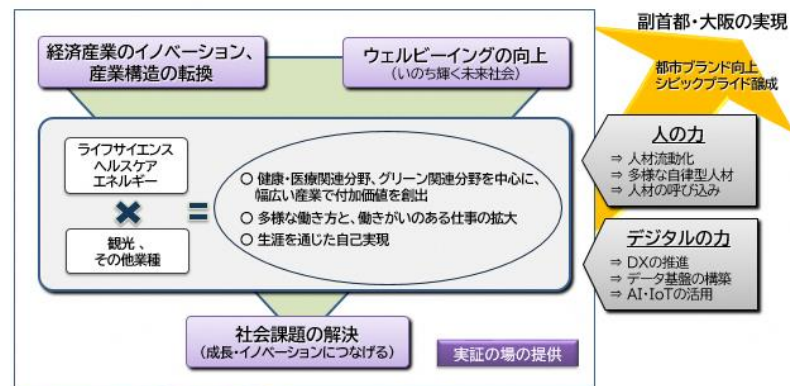 副首都・大阪の実現
都市ブランド向上
シビックプライド醸成
経済産業のイノベーション、
産業構造の転換
ウェルビーイングの向上
(いのち輝く未来社会)
ライフサイエンス
ヘルスケア
エネルギー
×
観光、
その他業種
=
○ 健康・医療関連分野、グリーン関連分野を中心に、
幅広い産業で付加価値を創出
○ 多様な働き方と、働きがいのある仕事の拡大
○ 生涯を通じた自己実現
人の力
⇒ 人材流動化
⇒ 多様な自律型人材
⇒ 人材の呼び込み
デジタルの力
⇒ DXの推進
⇒ データ基盤の構築
⇒ AI・IoTの活用
社会課題の解決
(成長・イノベーションにつなげる)
実証の場の提供